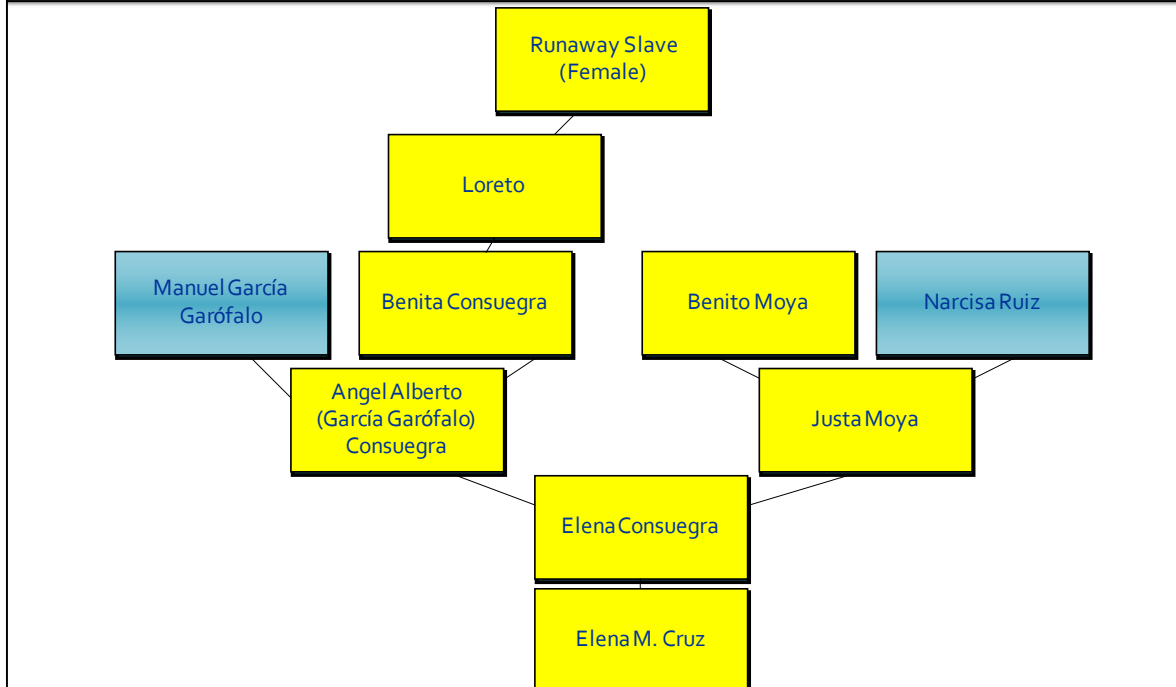 Runaway Slave
(Female)
Loreto
Manuel García
Garófalo
Benita Consuegra
Benito Moya
Narcisa Ruiz
Angel Alberto
(García Garófalo)
Consuegra
Justa Moya
Elena Consuegra
Elena M. Cruz